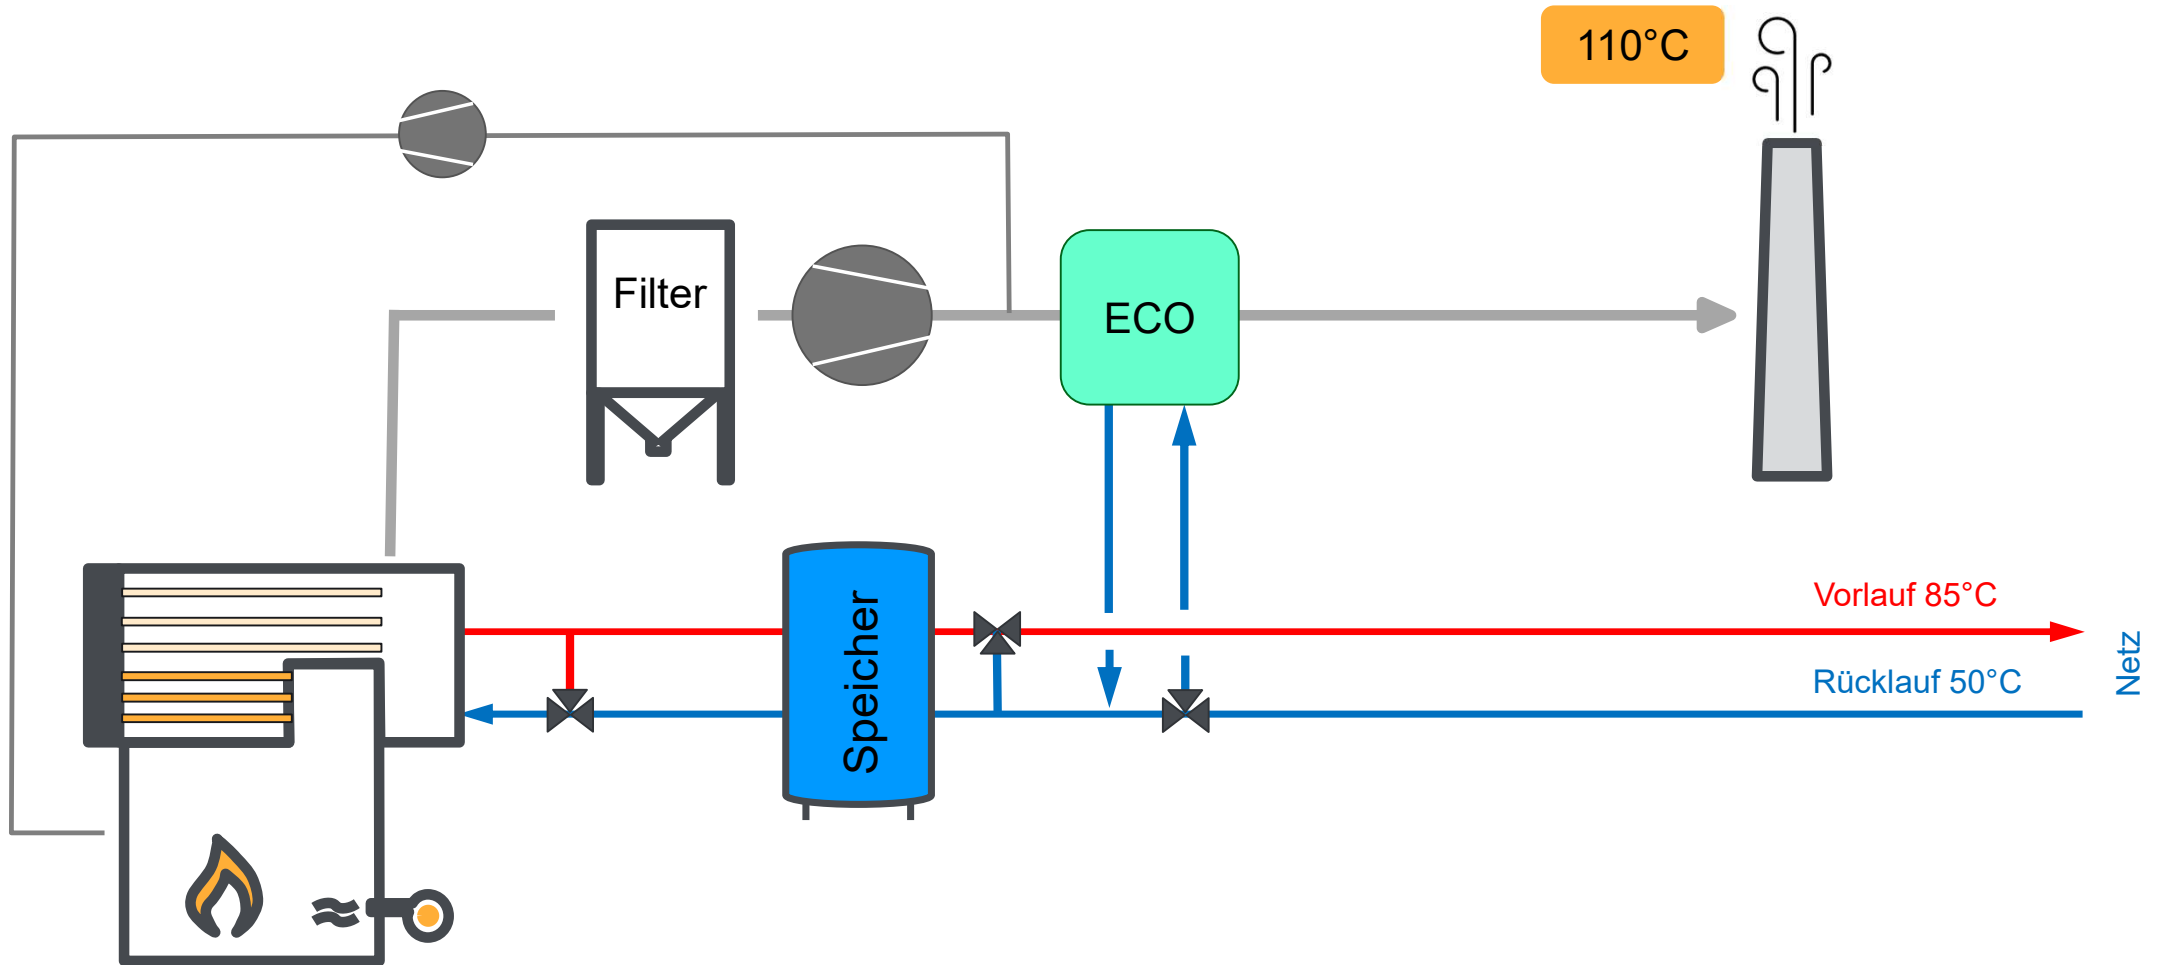 110°C
Filter
ECO
Speicher
Vorlauf 85°C
Rücklauf 50°C
Netz